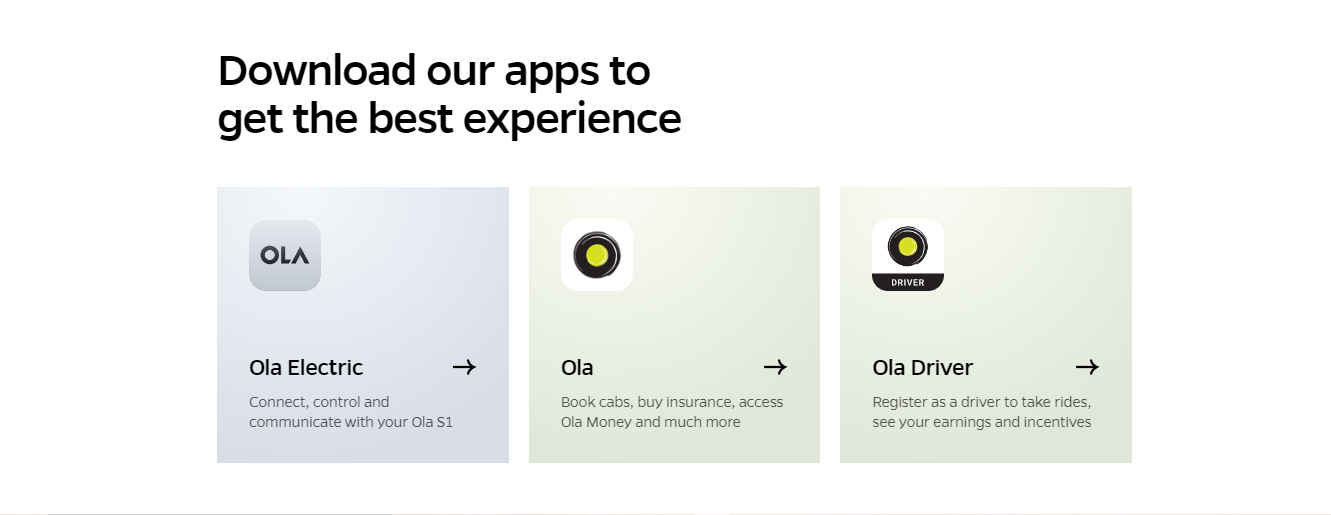 Download our apps to
get the best experience
OLA
Ola Electric
Connect, control and
communicate with your Ola S1
Ola
Book cabs, buy insurance, access
Ola Money and much more
DRIVER
Ola Driver
Register as a driver to take rides,
see your earnings and incentives